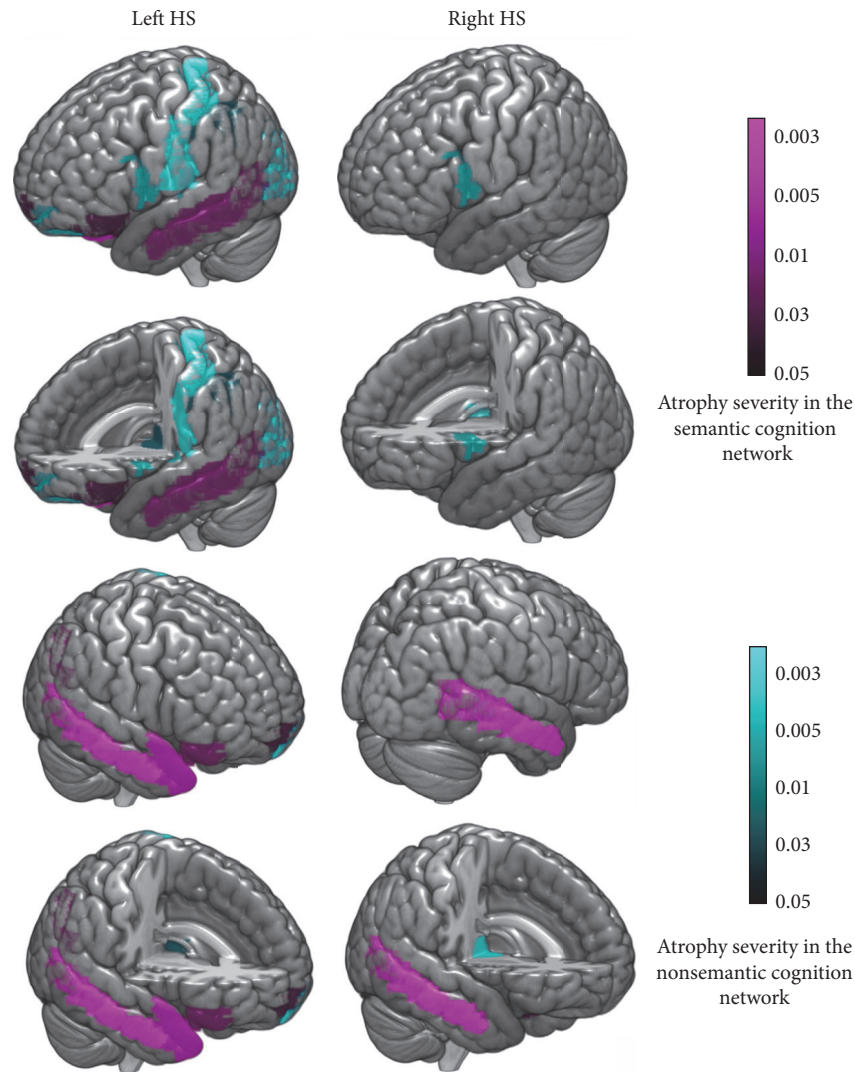 Left HS
Right HS
0.003
0.005
0.01
0.03
0.05
Atrophy severity in the
semantic cognition
network
0.003
0.005
0.01
0.03
0.05
Atrophy severity in the
nonsemantic cognition
network